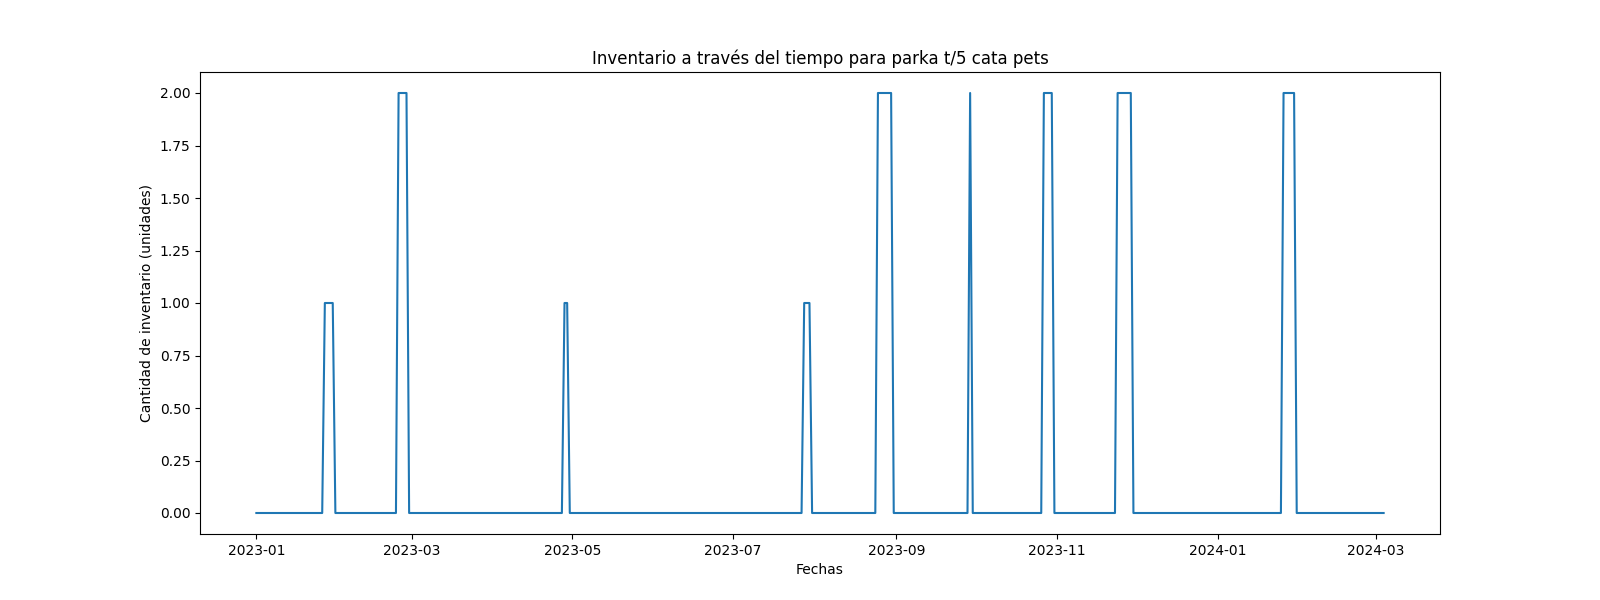 Inventario a través del tiempo para parka t/5 cata pets
Cantidad de inventario (unidades)
2.00
1.75
1.50
1.25
1.00
0.75
0.50
0.25
0.00
2023-01 2023-03 2023-05 2023-07 2023-09 2023-11 2024-01 2024-03
Fechas